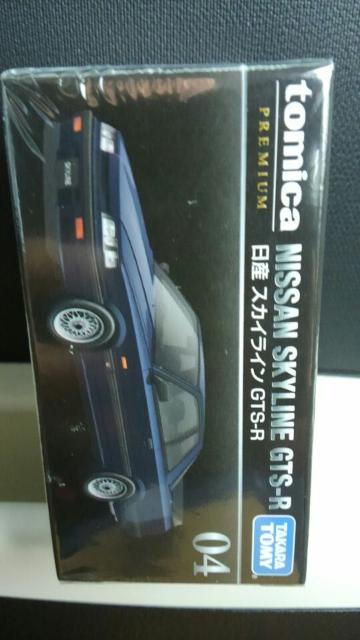 tomica
PREMIUM
NISSAN SKYLINE GTS-R
日産 スカイライン GTS-R
TAKARA
TOMY
04